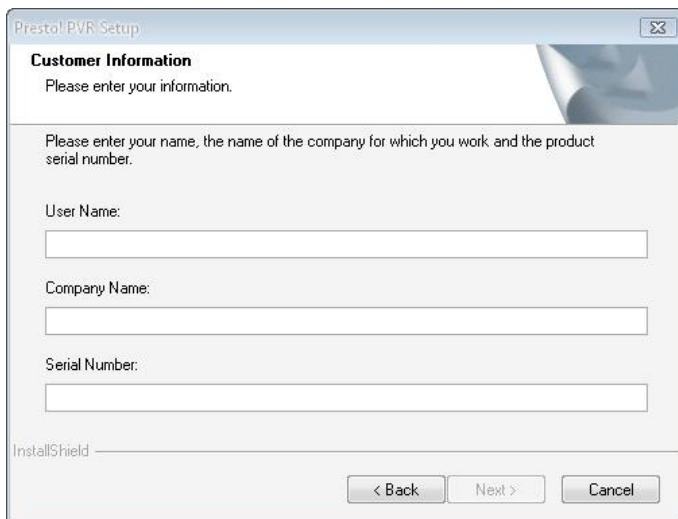 Presto! PVR Setup
Customer Information
Please enter your information.
Please enter your name, the name of the company for which you work and the product
serial number.
User Name:
Company Name:
Serial Number:
InstallShield
< Back
Next >
Cancel